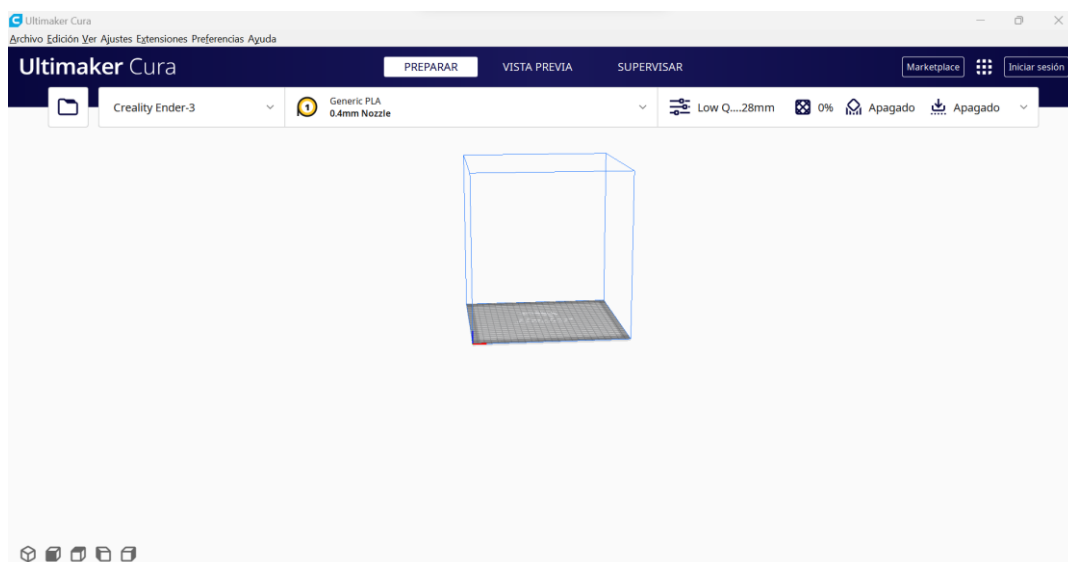 Ultimaker Cura
Archivo Edición Ver Ajustes Extensiones Preferencias Ayuda
Ultimaker Cura PREPARAR VISTA PREVIA SUPERVISAR Marketplace Iniciar sesión
Creality Ender-3 1 Generic PLA
0.4mm Nozzle Low Q....28mm 0% Apagado Apagado